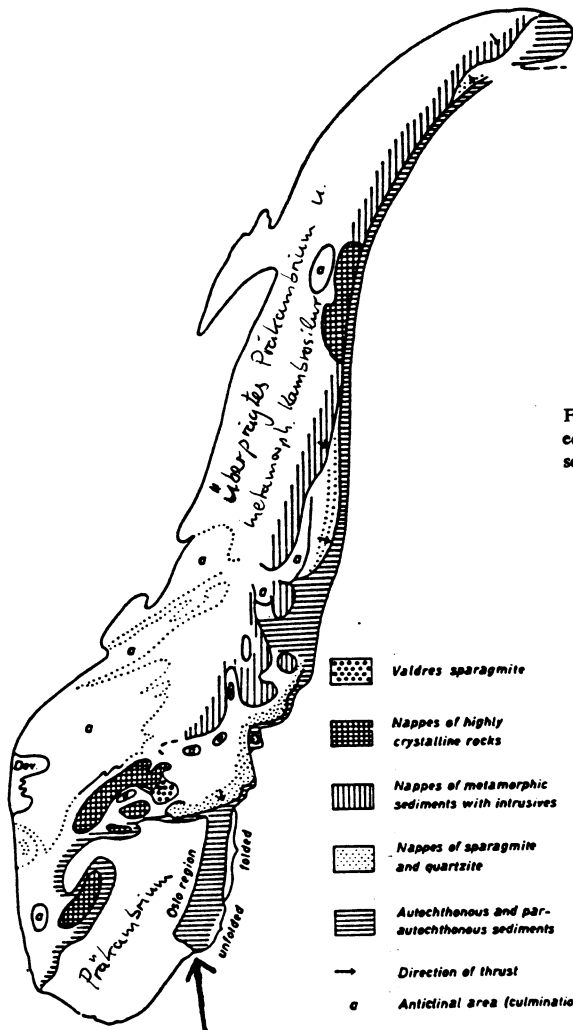 Überprägtes Präkambrium u.
metamorph. Kambrosilur
a
a
a
a
a
a
a
a
a
a
a
Dev.
Präkambrium
Oslo region
folded
unfolded
F
Valdres sparagmite
Nappes of highly
crystalline rocks
Nappes of metamorphic
sediments with intrusives
Nappes of sparagmite
and quartzite
Autochthonous and par-
autochthonous sediments
Direction of thrust
a Anticlinal area (culminatio